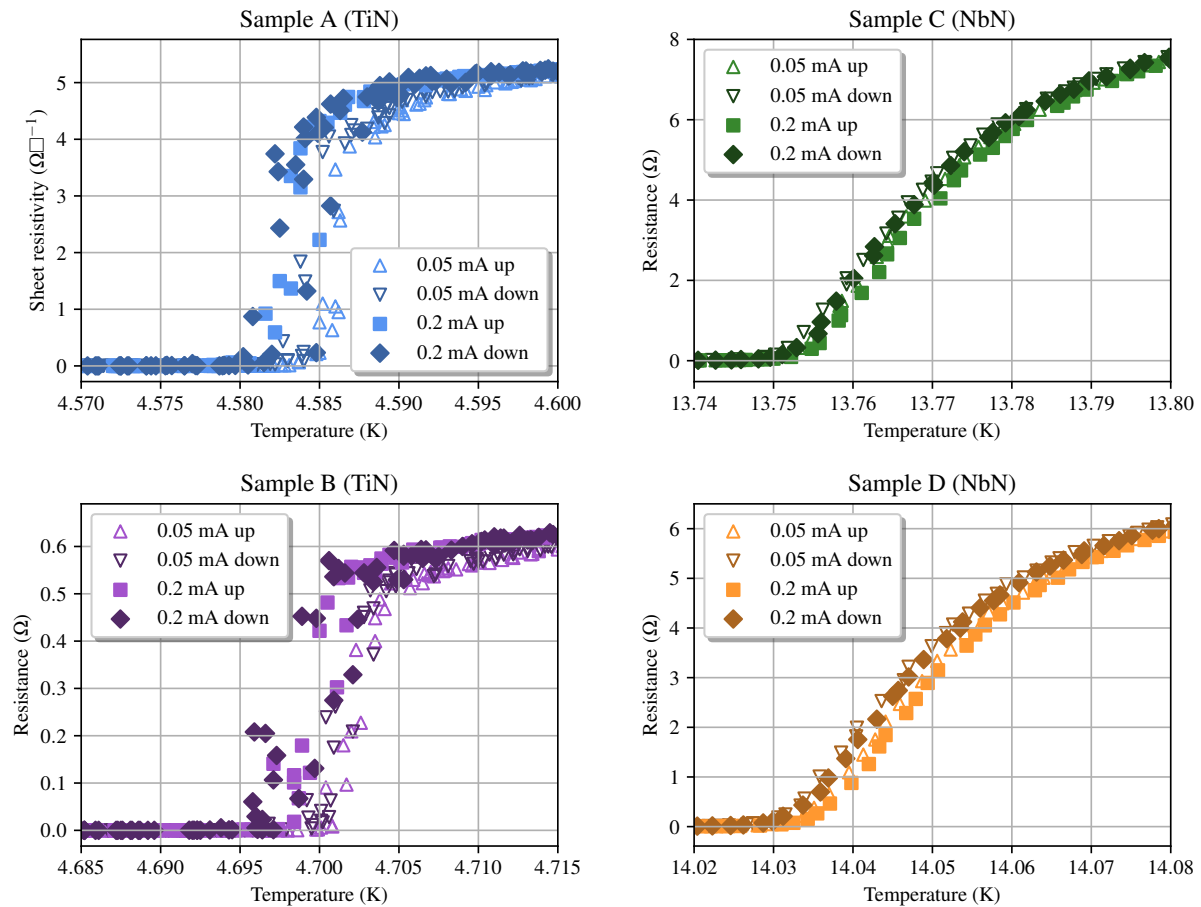 Sample A (TiN)
Sheet resistivity (Ω□⁻¹)
5
4
3
2
1
0
0.05 mA up
0.05 mA down
0.2 mA up
0.2 mA down
4.570 4.575 4.580 4.585 4.590 4.595 4.600
Temperature (K)
Sample C (NbN)
Resistance (Ω)
8
6
4
2
0
0.05 mA up
0.05 mA down
0.2 mA up
0.2 mA down
13.74 13.75 13.76 13.77 13.78 13.79 13.80
Temperature (K)
Sample B (TiN)
Resistance (Ω)
0.6
0.5
0.4
0.3
0.2
0.1
0.0
0.05 mA up
0.05 mA down
0.2 mA up
0.2 mA down
4.685 4.690 4.695 4.700 4.705 4.710 4.715
Temperature (K)
Sample D (NbN)
Resistance (Ω)
6
5
4
3
2
1
0
0.05 mA up
0.05 mA down
0.2 mA up
0.2 mA down
14.02 14.03 14.04 14.05 14.06 14.07 14.08
Temperature (K)